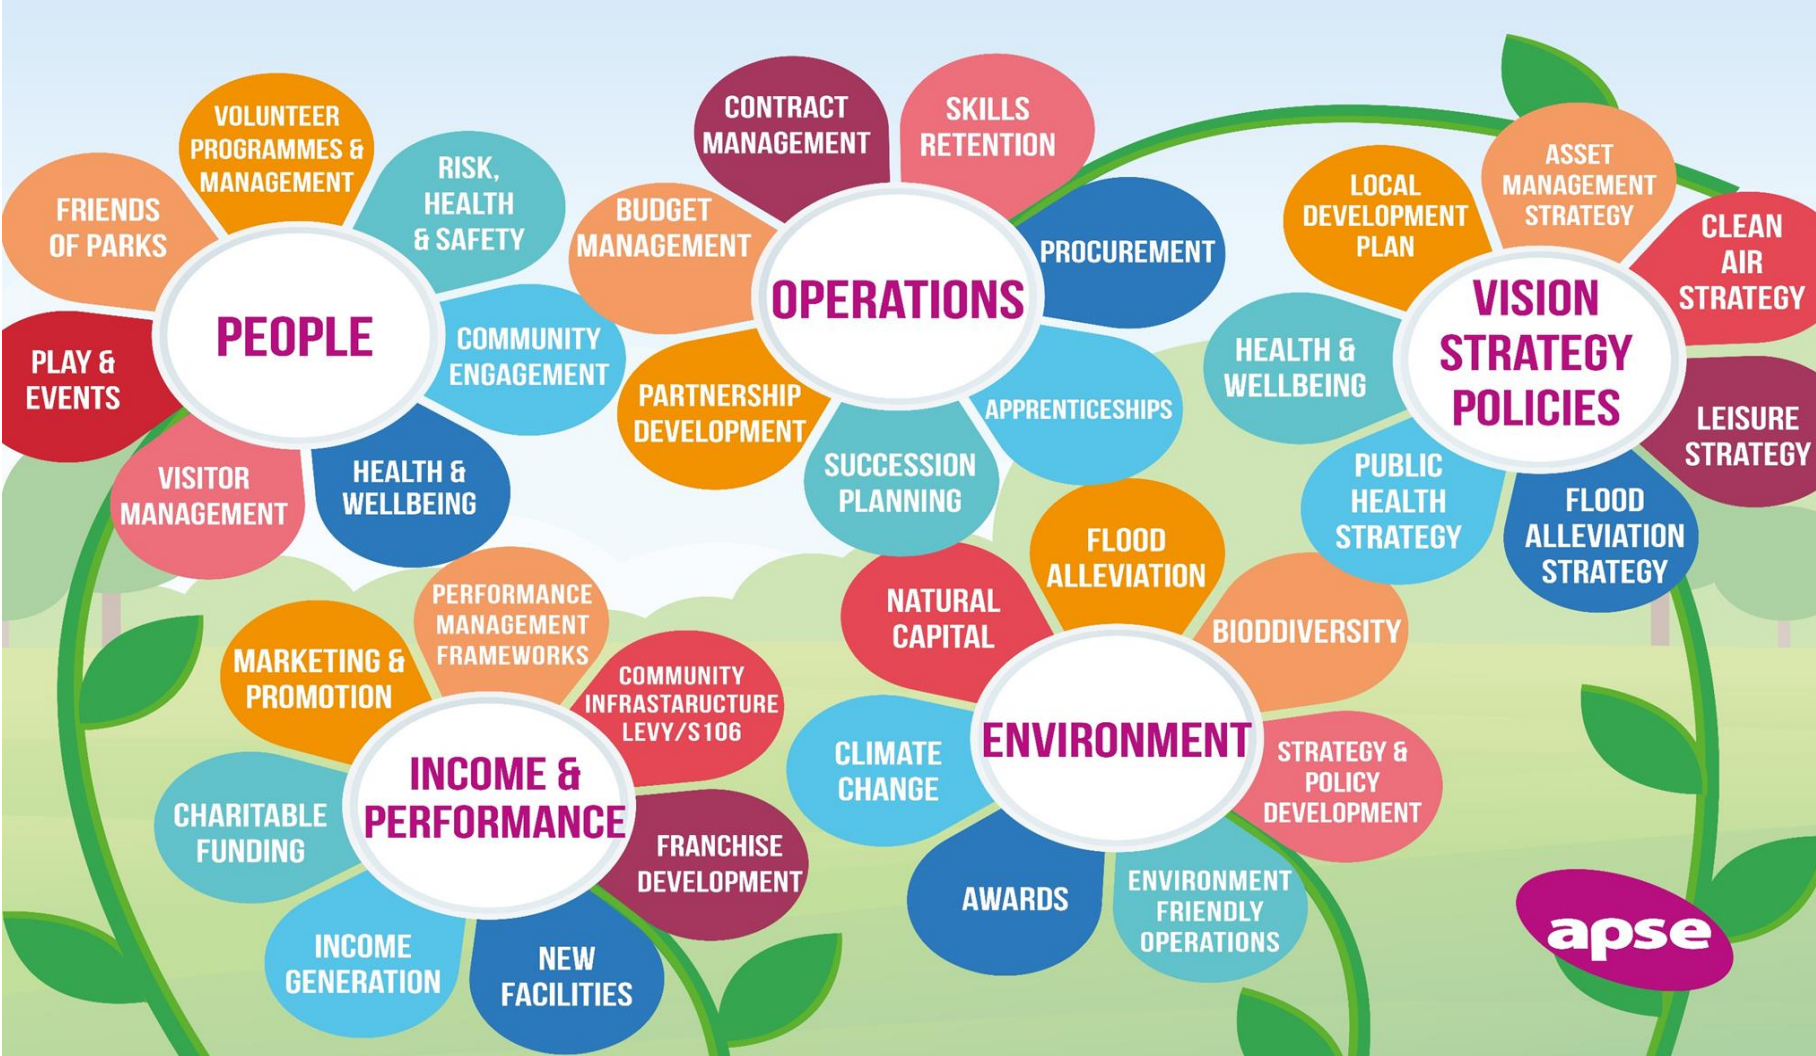 PEOPLE
VOLUNTEER
PROGRAMMES &
MANAGEMENT
RISK,
HEALTH
& SAFETY
COMMUNITY
ENGAGEMENT
HEALTH &
WELLBEING
VISITOR
MANAGEMENT
PLAY &
EVENTS
FRIENDS
OF PARKS
OPERATIONS
CONTRACT
MANAGEMENT
SKILLS
RETENTION
PROCUREMENT
APPRENTICESHIPS
SUCCESSION
PLANNING
PARTNERSHIP
DEVELOPMENT
BUDGET
MANAGEMENT
VISION
STRATEGY
POLICIES
ASSET
MANAGEMENT
STRATEGY
CLEAN
AIR
STRATEGY
LEISURE
STRATEGY
FLOOD
ALLEVIATION
STRATEGY
PUBLIC
HEALTH
STRATEGY
HEALTH &
WELLBEING
LOCAL
DEVELOPMENT
PLAN
INCOME &
PERFORMANCE
PERFORMANCE
MANAGEMENT
FRAMEWORKS
COMMUNITY
INFRASTARUCTURE
LEVY/S106
FRANCHISE
DEVELOPMENT
NEW
FACILITIES
INCOME
GENERATION
CHARITABLE
FUNDING
MARKETING &
PROMOTION
ENVIRONMENT
FLOOD
ALLEVIATION
BIODDIVERSITY
STRATEGY &
POLICY
DEVELOPMENT
ENVIRONMENT
FRIENDLY
OPERATIONS
AWARDS
CLIMATE
CHANGE
NATURAL
CAPITAL
apse